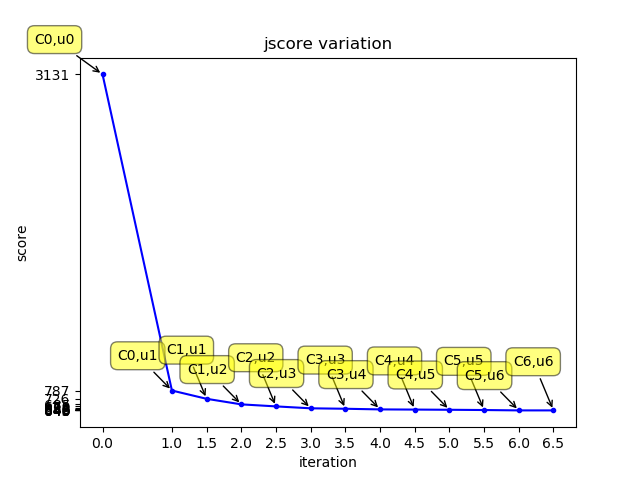 jscore variation
C0,u0
3131
score
C0,u1
C1,u1
C1,u2
C2,u2
C2,u3
C3,u3
C3,u4
C4,u4
C4,u5
C5,u5
C5,u6
C6,u6
787
726
0.0 1.0 1.5 2.0 2.5 3.0 3.5 4.0 4.5 5.0 5.5 6.0 6.5
iteration